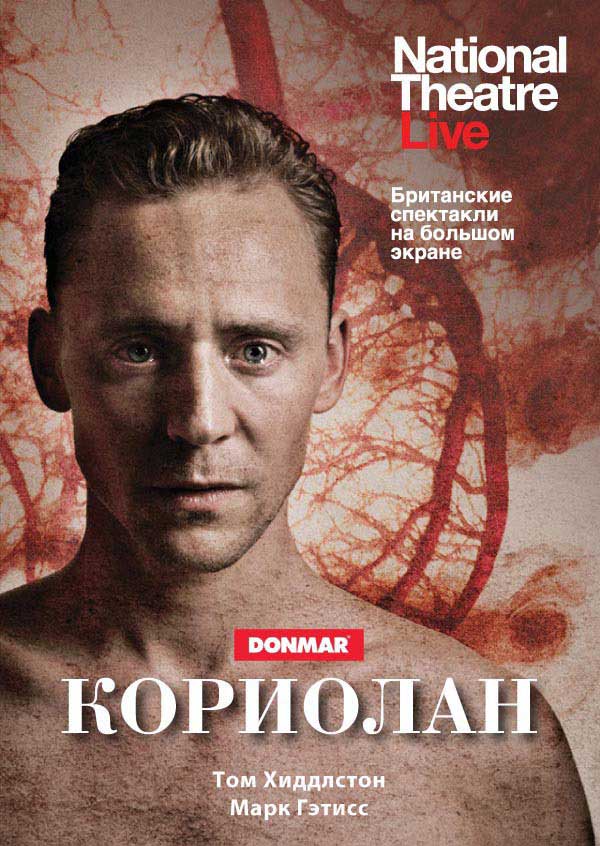 National
Theatre
Live
Британские
спектакли
на большом
экране
DONMAR
КОРИОЛАН
Том Хиддлстон
Марк Гэтисс